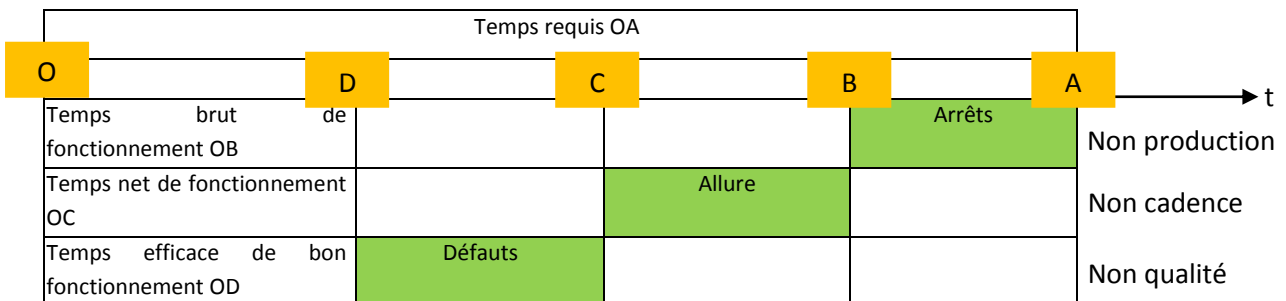 Temps requis OA
O D C B A
t
Temps brut de
fonctionnement OB
Arrêts
Non production
Temps net de fonctionnement
OC
Allure
Non cadence
Temps efficace de bon
fonctionnement OD
Défauts
Non qualité